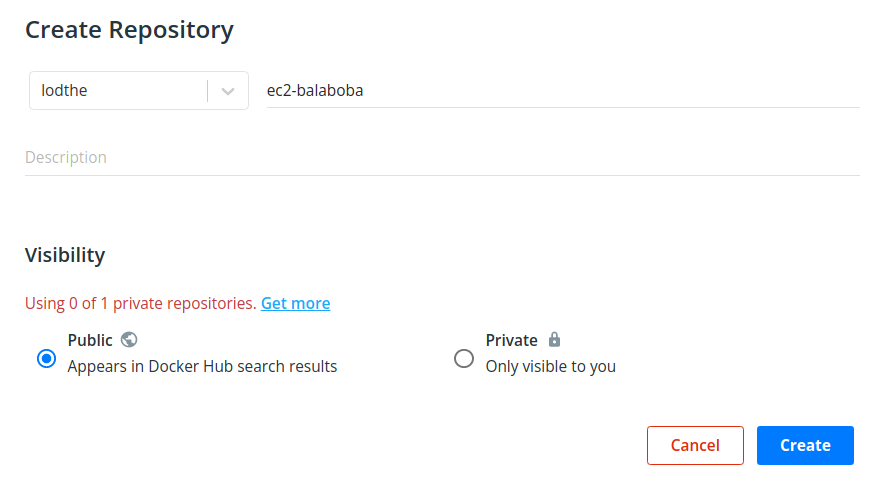 Create Repository
lodthe
ec2-balaboba
Description
Visibility
Using 0 of 1 private repositories. Get more
Public
Appears in Docker Hub search results
Private
Only visible to you
Cancel
Create